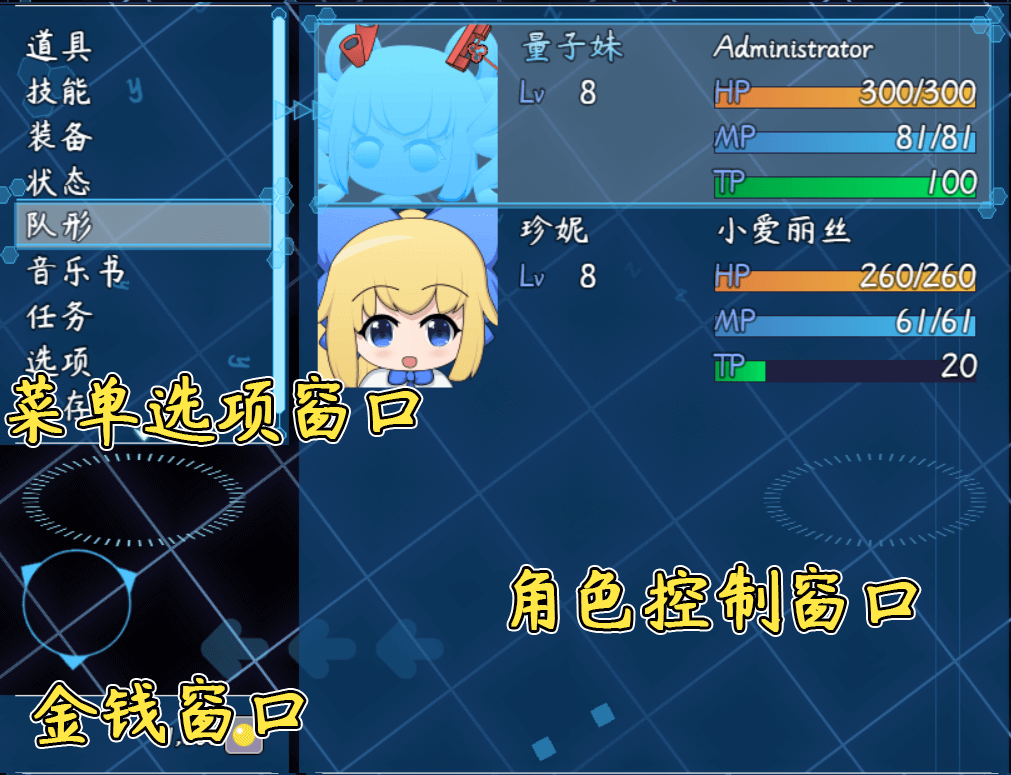 道具
技能
装备
状态
队形
音乐书
任务
选项
存
菜单选项窗口
量子妹 Administrator
Lv 8
HP 300/300
MP 81/81
TP 100
珍妮 小爱丽丝
Lv 8
HP 260/260
MP 61/61
TP 20
角色控制窗口
金钱窗口